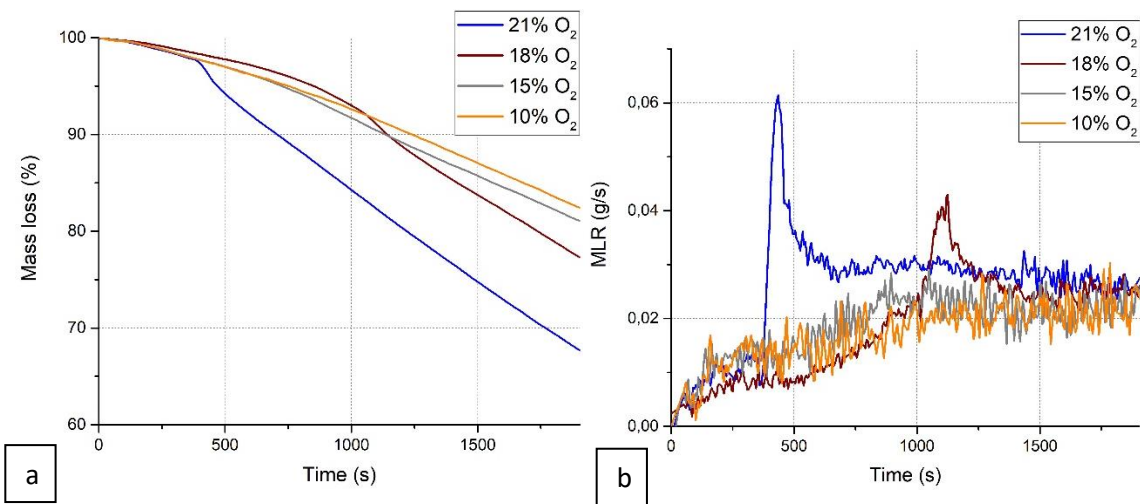 21% O₂
18% O₂
15% O₂
10% O₂
100
90
80
70
60
Mass loss (%)
0
500
1000
1500
Time (s)
a
21% O₂
18% O₂
15% O₂
10% O₂
0,06
0,04
0,02
0,00
MLR (g/s)
0
500
1000
1500
Time (s)
b